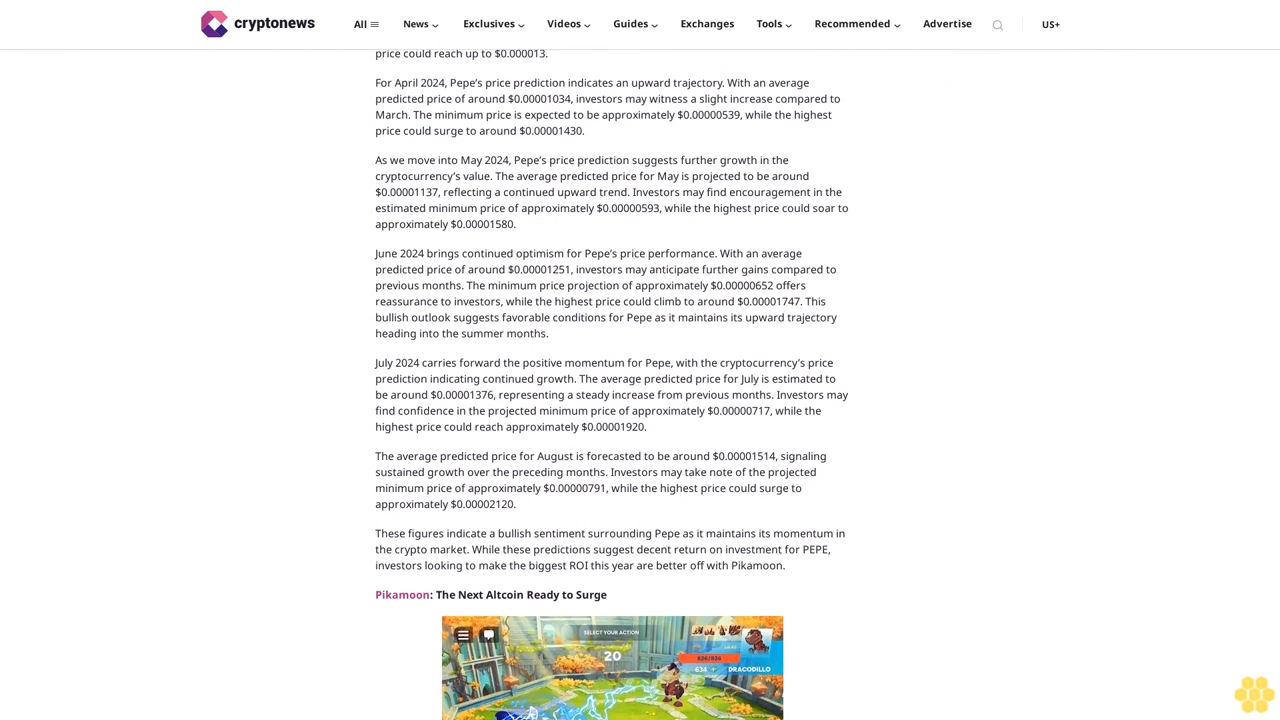 cryptonews
All
News
Exclusives
Videos
Guides
Exchanges
Tools
Recommended
Advertise
US+
price could reach up to $0.000013.
For April 2024, Pepe’s price prediction indicates an upward trajectory. With an average
predicted price of around $0.00001034, investors may witness a slight increase compared to
March. The minimum price is expected to be approximately $0.00000539, while the highest
price could surge to around $0.00001430.
As we move into May 2024, Pepe’s price prediction suggests further growth in the
cryptocurrency’s value. The average predicted price for May is projected to be around
$0.00001137, reflecting a continued upward trend. Investors may find encouragement in the
estimated minimum price of approximately $0.00000593, while the highest price could soar to
approximately $0.00001580.
June 2024 brings continued optimism for Pepe’s price performance. With an average
predicted price of around $0.00001251, investors may anticipate further gains compared to
previous months. The minimum price projection of approximately $0.00000652 offers
reassurance to investors, while the highest price could climb to around $0.00001747. This
bullish outlook suggests favorable conditions for Pepe as it maintains its upward trajectory
heading into the summer months.
July 2024 carries forward the positive momentum for Pepe, with the cryptocurrency’s price
prediction indicating continued growth. The average predicted price for July is estimated to
be around $0.00001376, representing a steady increase from previous months. Investors may
find confidence in the projected minimum price of approximately $0.00000717, while the
highest price could reach approximately $0.00001920.
The average predicted price for August is forecasted to be around $0.00001514, signaling
sustained growth over the preceding months. Investors may take note of the projected
minimum price of approximately $0.00000791, while the highest price could surge to
approximately $0.00002120.
These figures indicate a bullish sentiment surrounding Pepe as it maintains its momentum in
the crypto market. While these predictions suggest decent return on investment for PEPE,
investors looking to make the biggest ROI this year are better off with Pikamoon.
Pikamoon: The Next Altcoin Ready to Surge
SELECT YOUR ACTION
20
826/826
634
DRACODILLO